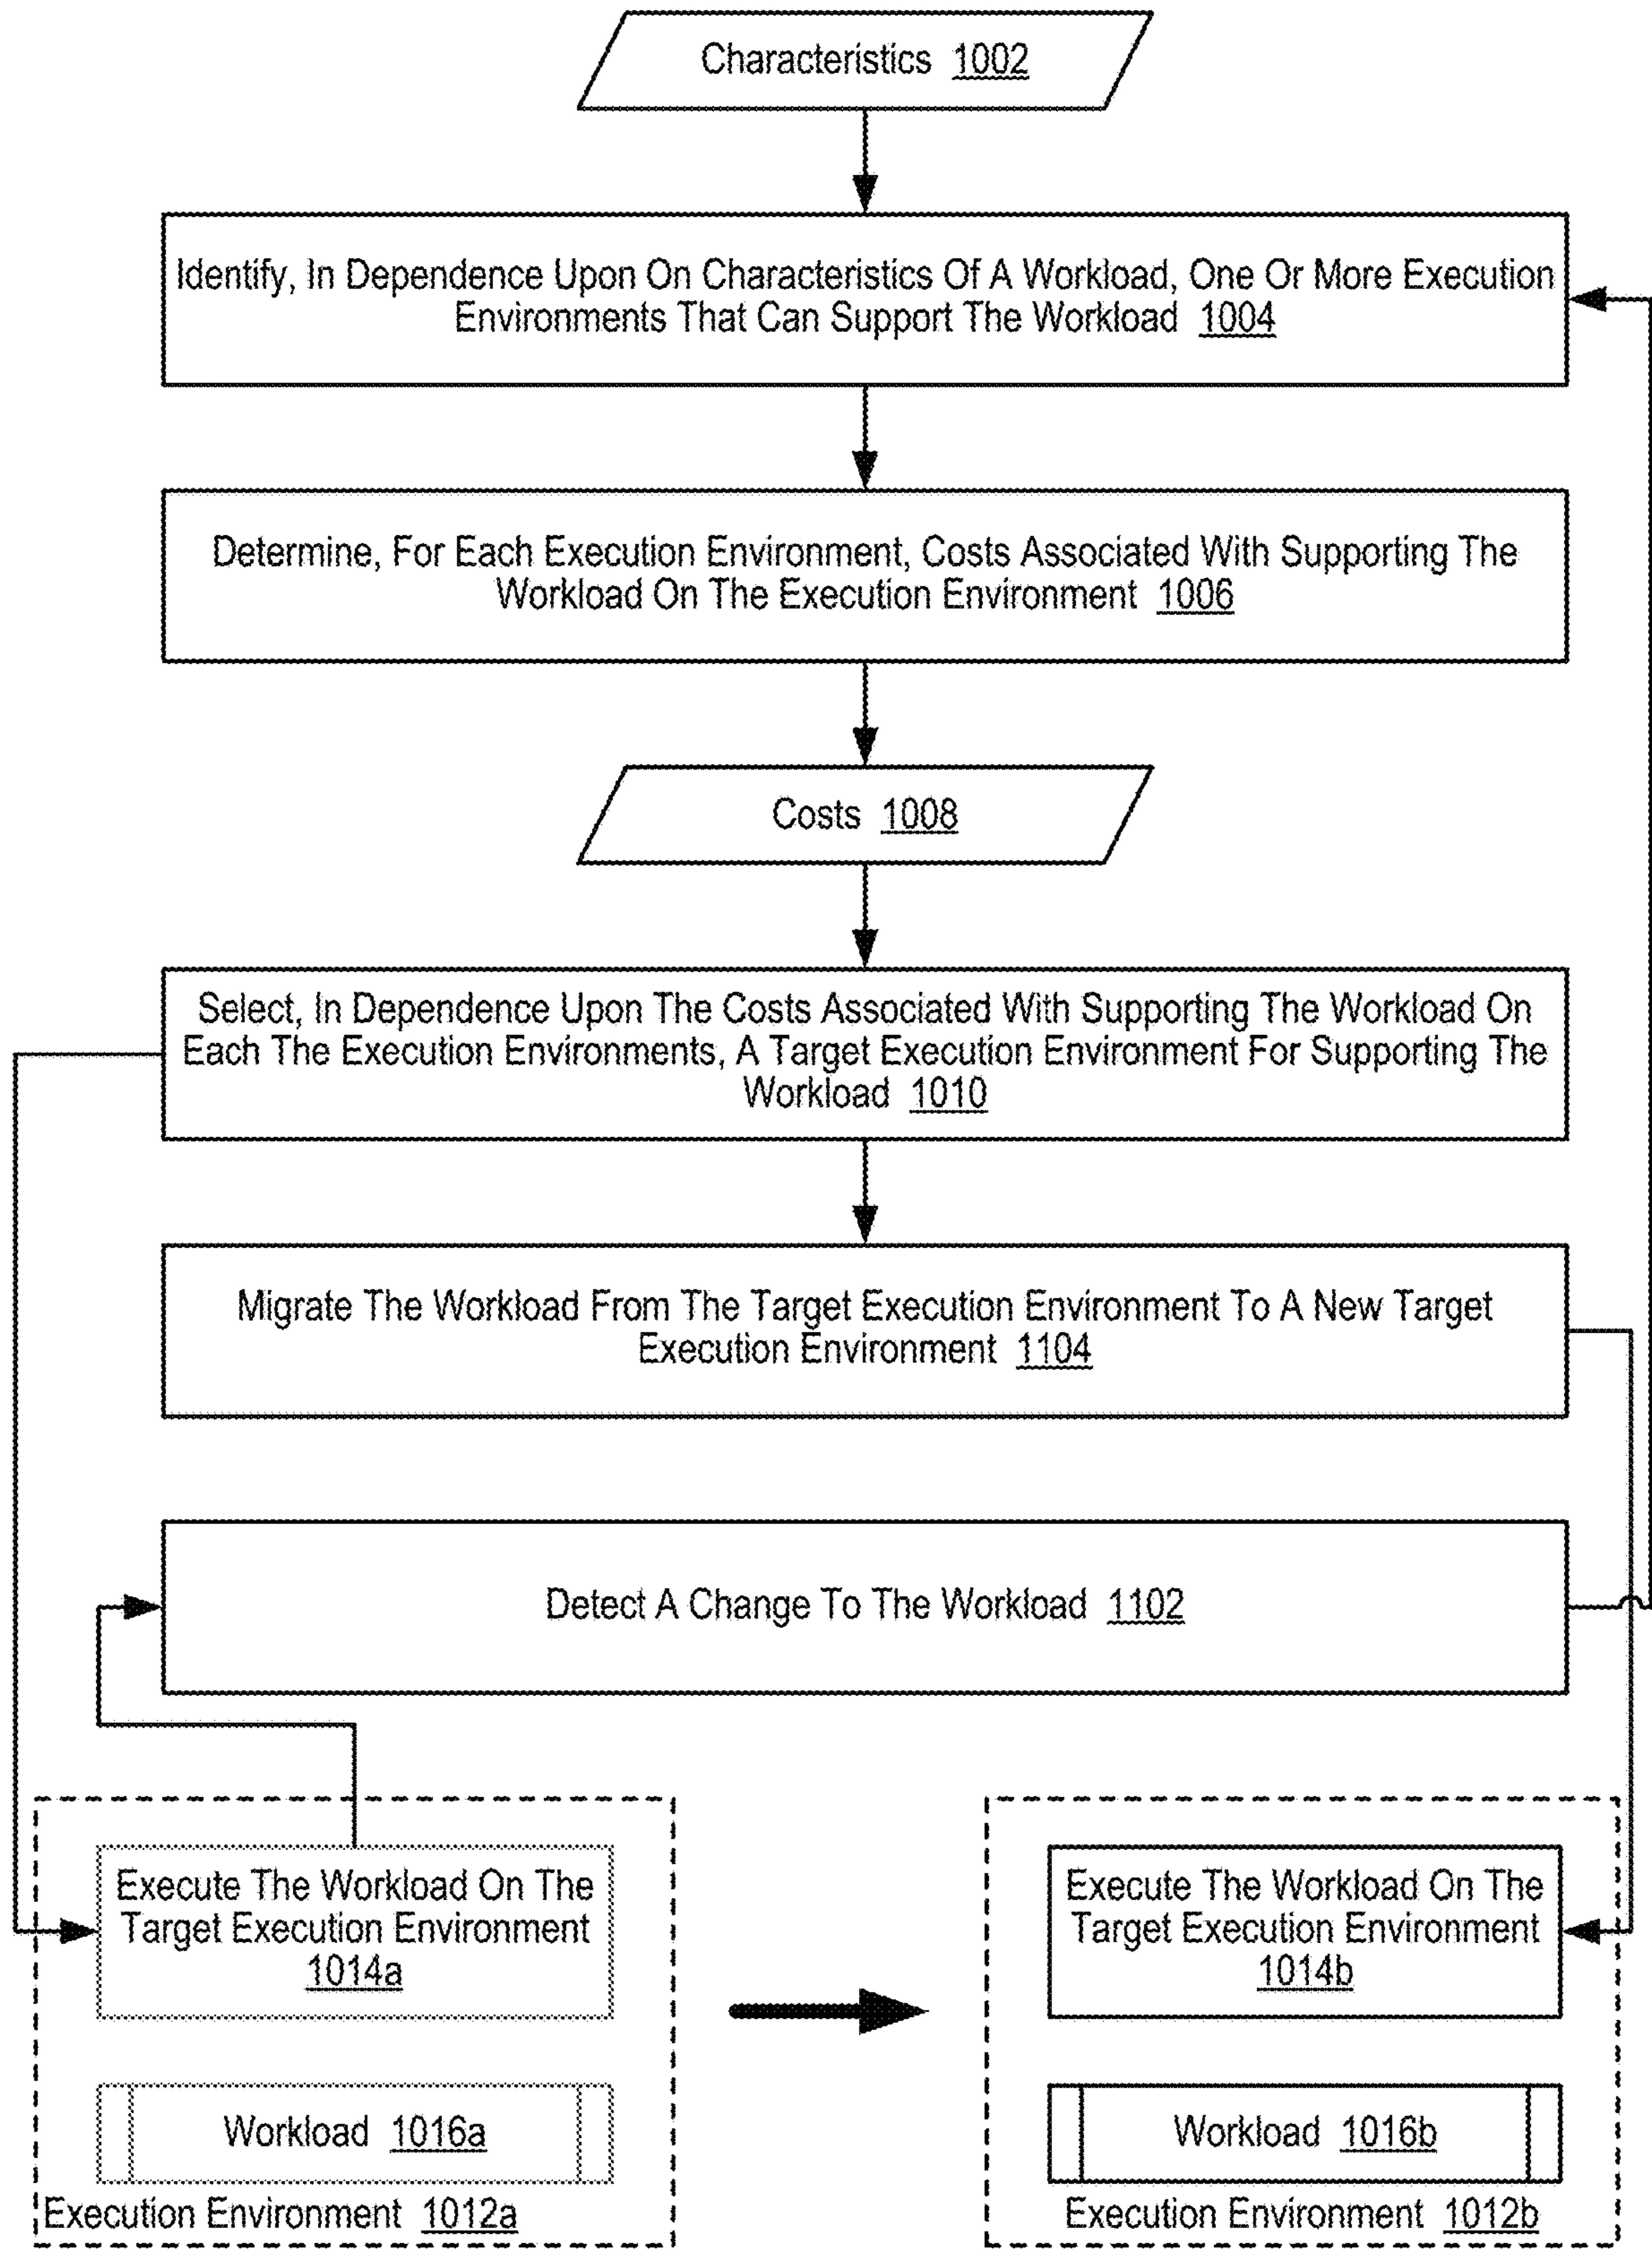 Characteristics 1002
Identify, In Dependence Upon On Characteristics Of A Workload, One Or More Execution
Environments That Can Support The Workload 1004
Determine, For Each Execution Environment, Costs Associated With Supporting The
Workload On The Execution Environment 1006
Costs 1008
Select, In Dependence Upon The Costs Associated With Supporting The Workload On
Each The Execution Environments, A Target Execution Environment For Supporting The
Workload 1010
Migrate The Workload From The Target Execution Environment To A New Target
Execution Environment 1104
Detect A Change To The Workload 1102
Execute The Workload On The
Target Execution Environment
1014a
Workload 1016a
Execution Environment 1012a
Execute The Workload On The
Target Execution Environment
1014b
Workload 1016b
Execution Environment 1012b